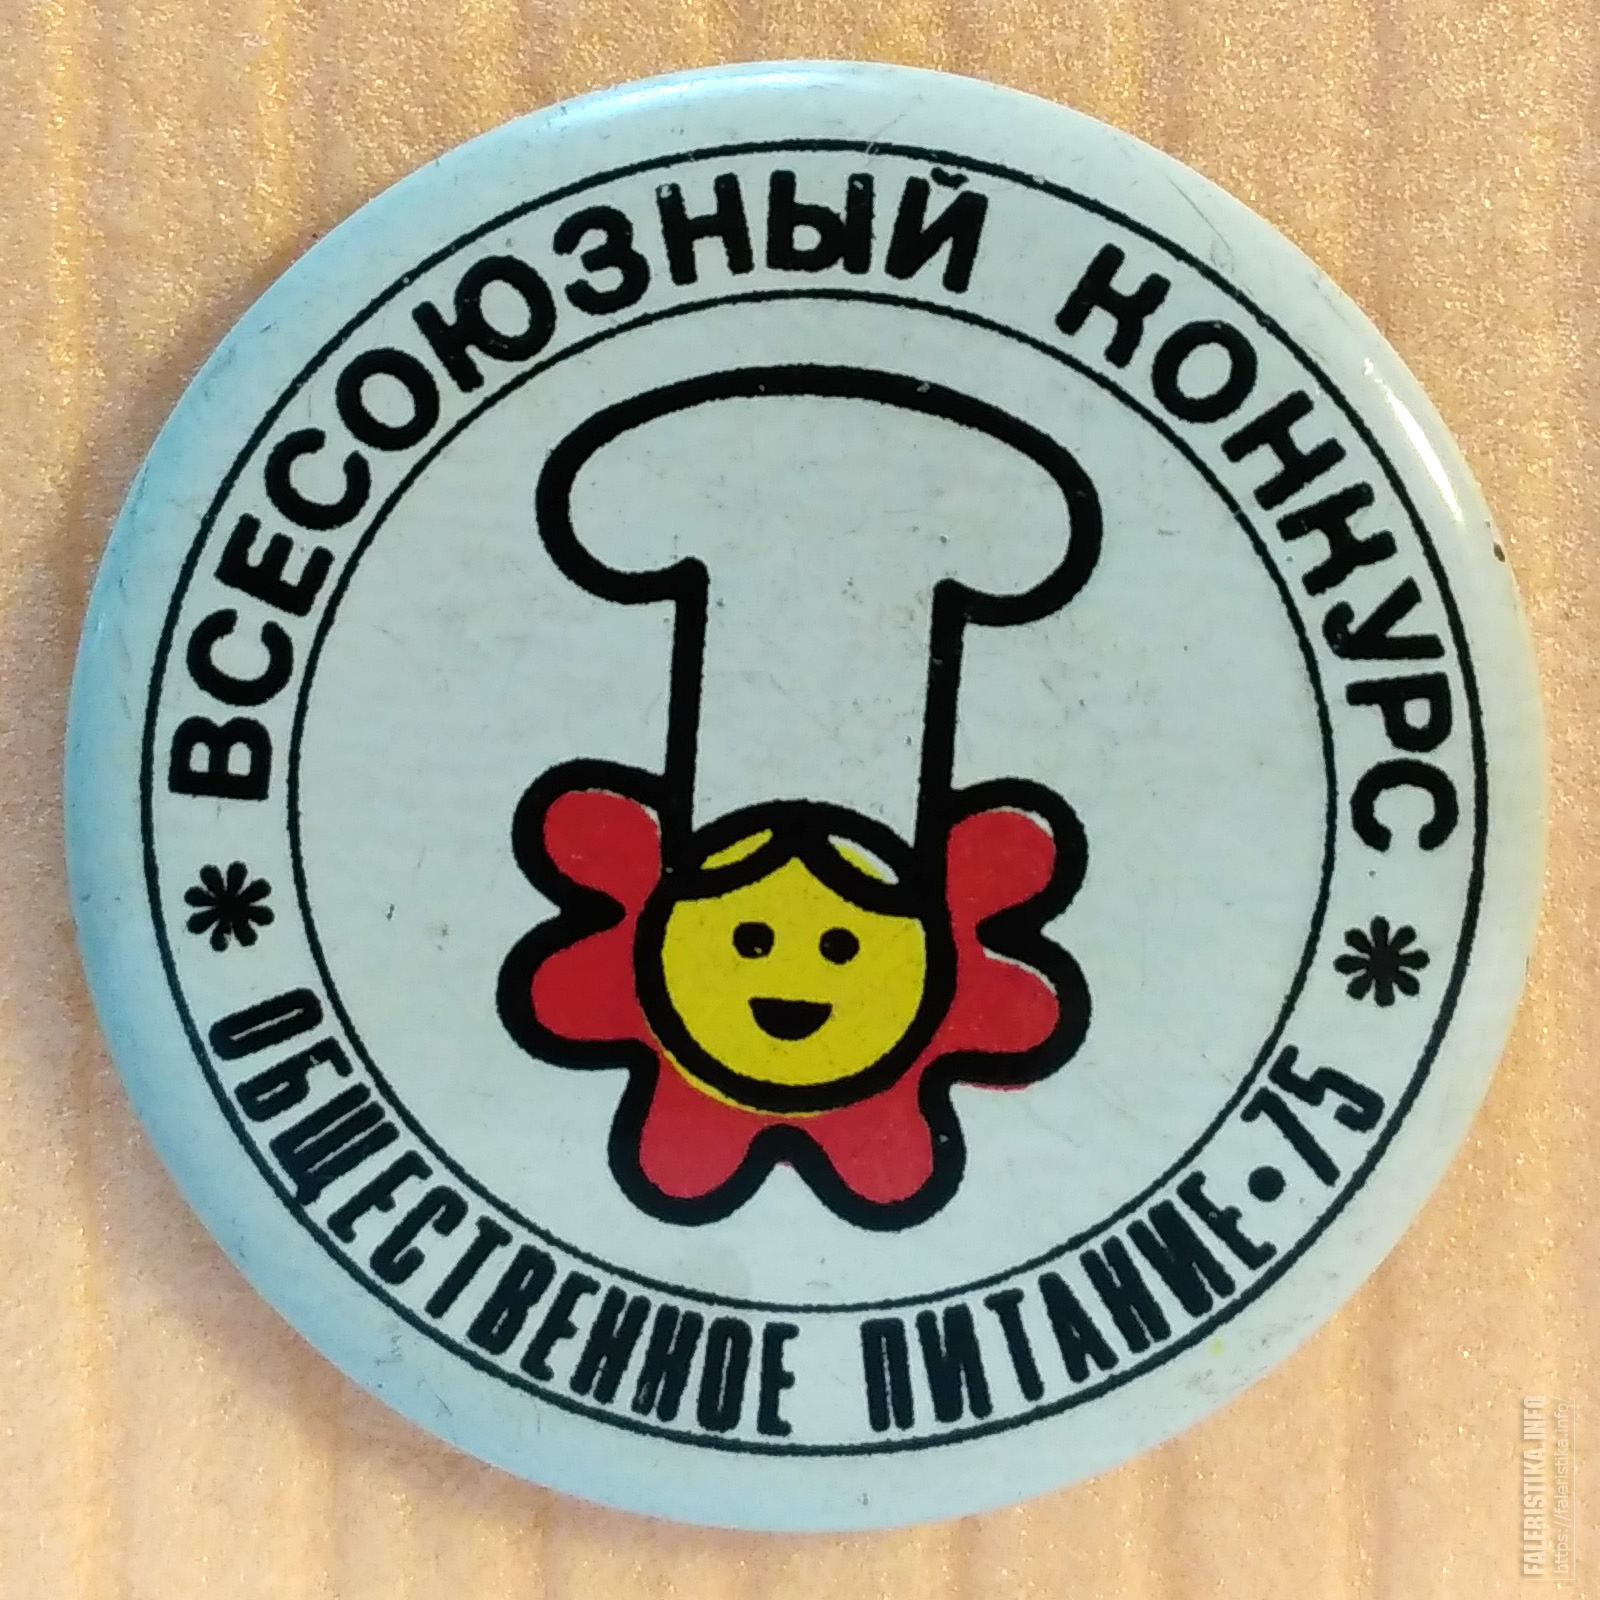 ВСЕСОЮЗНЫЙ КОНКУРС
ОБЩЕСТВЕННОЕ ПИТАНИЕ•75
FALERISTIKA.INFO
https://faleristika.info